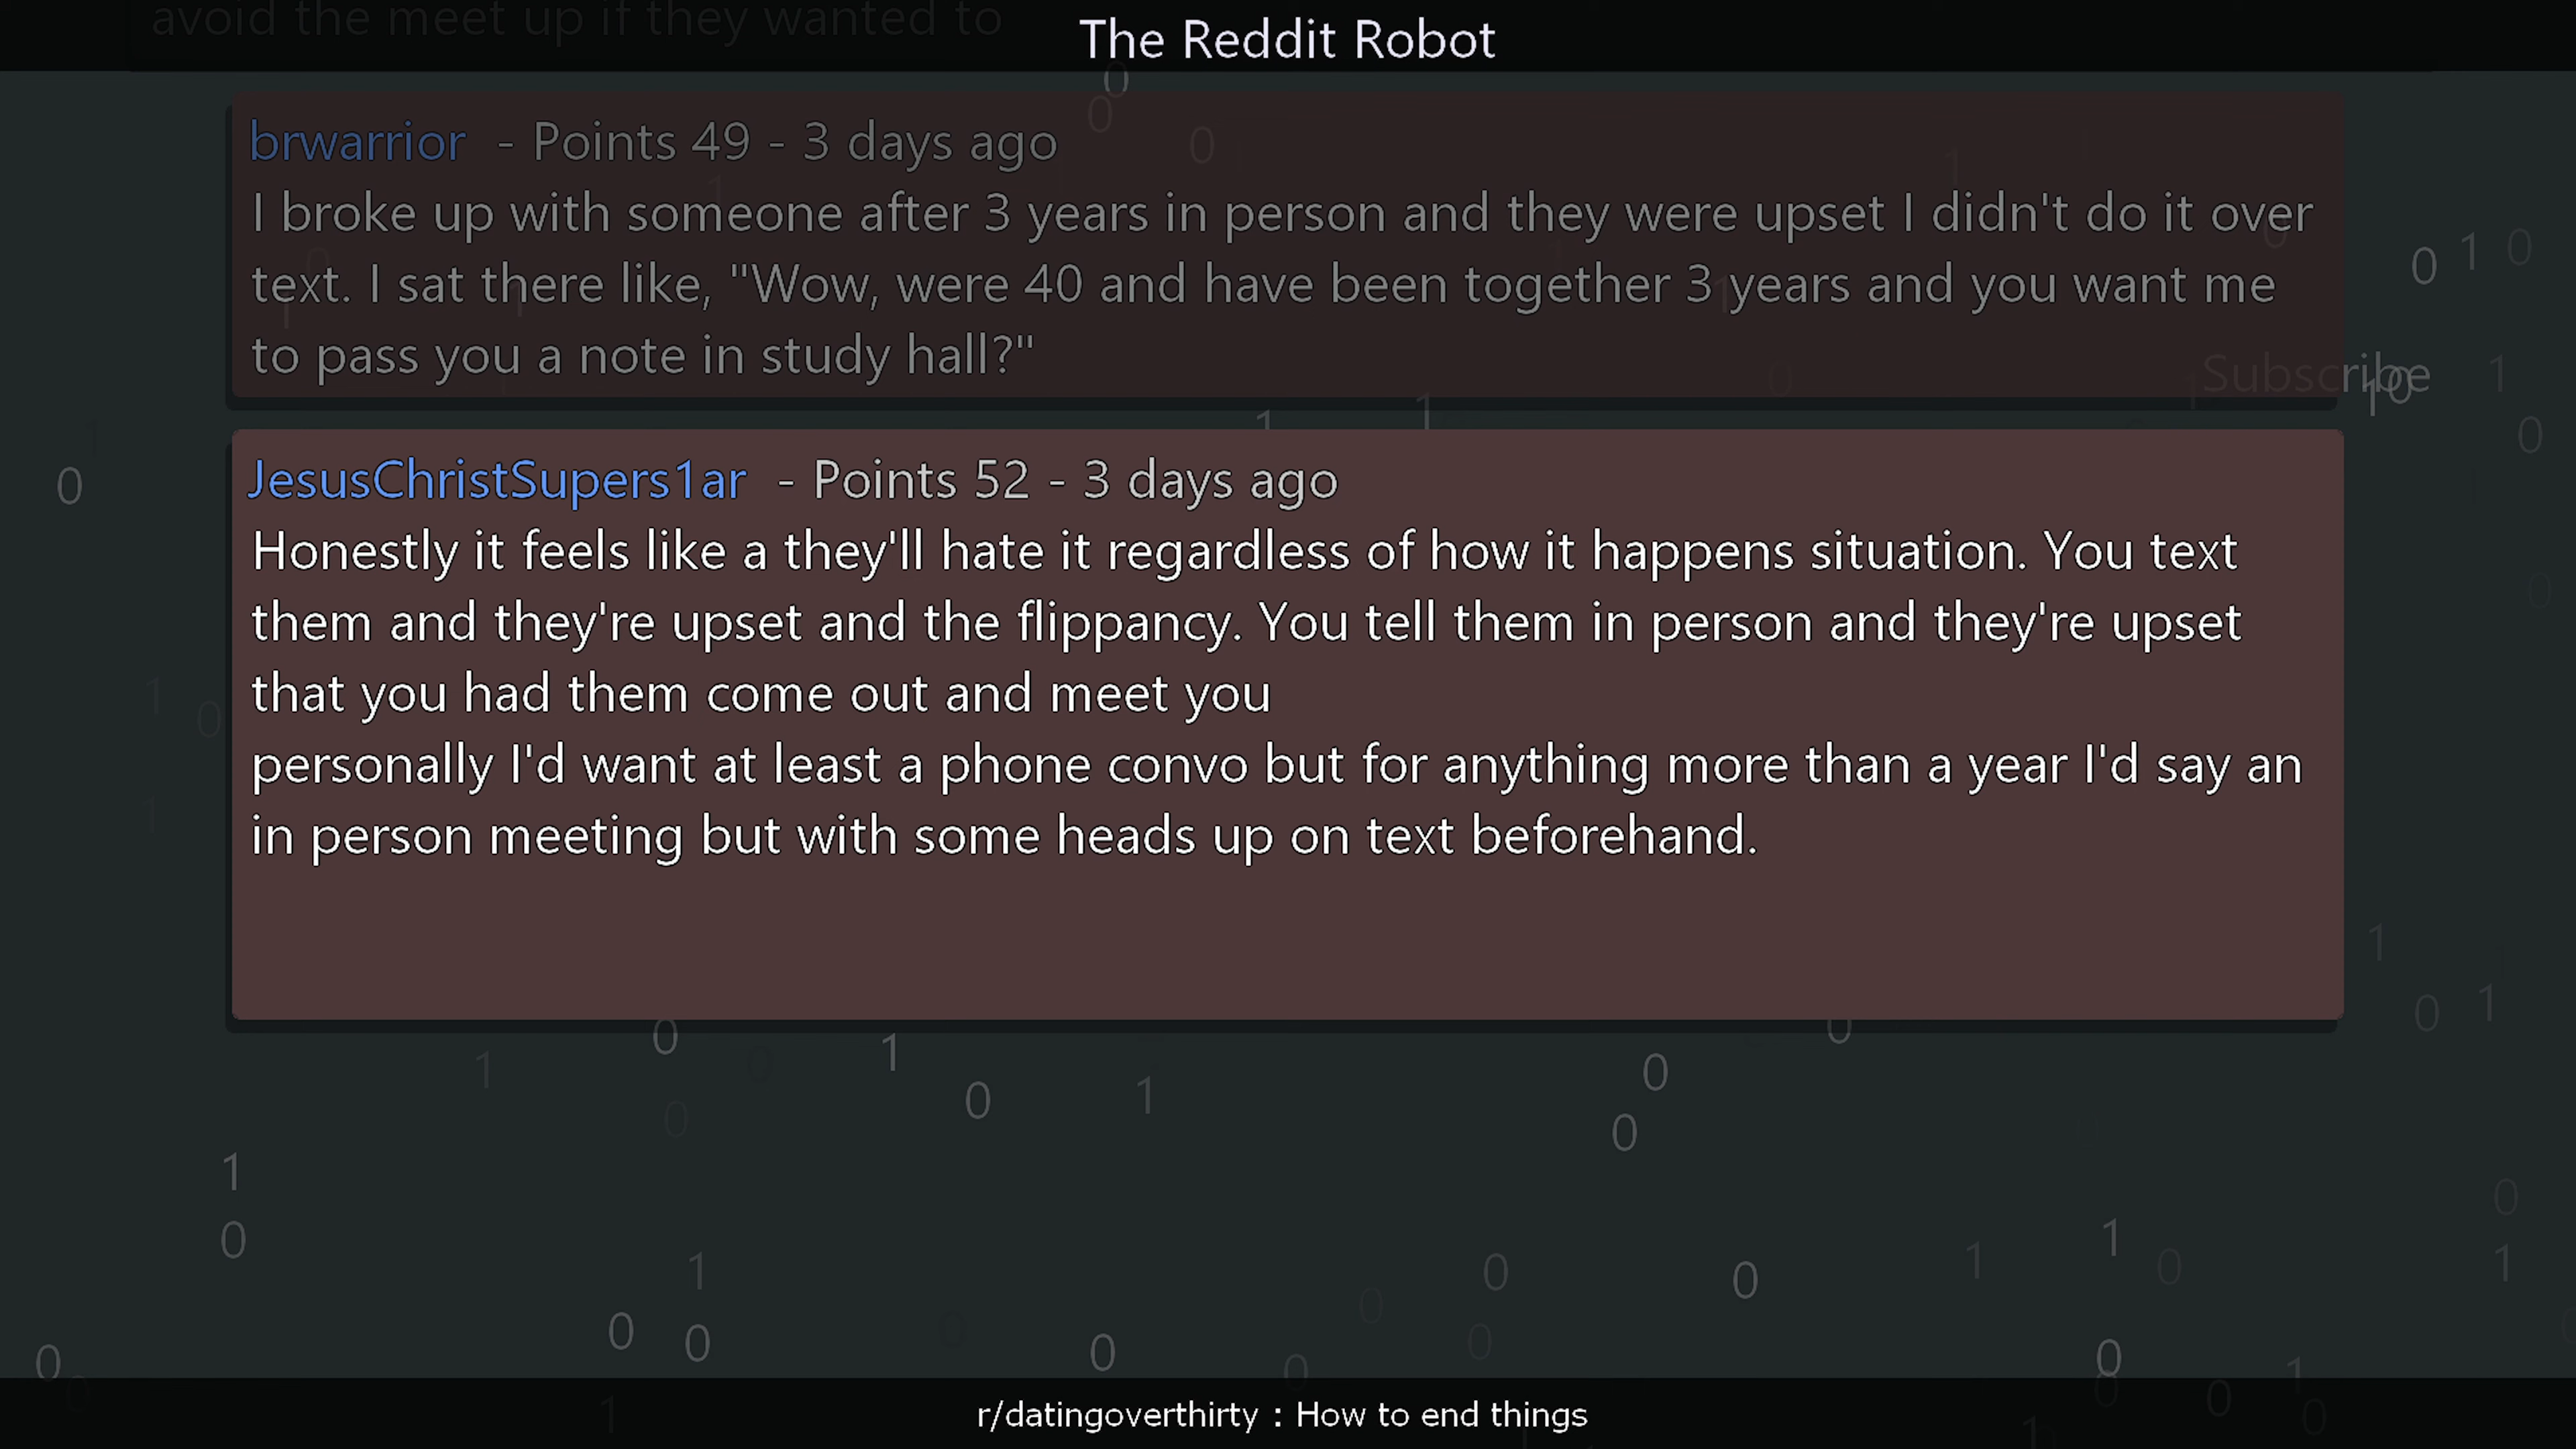 avoid the meet up if they wanted to
The Reddit Robot
brwarrior - Points 49 - 3 days ago
I broke up with someone after 3 years in person and they were upset I didn't do it over
text. I sat there like, "Wow, were 40 and have been together 3 years and you want me
to pass you a note in study hall?"
Subscribe
JesusChristSupers1ar - Points 52 - 3 days ago
Honestly it feels like a they'll hate it regardless of how it happens situation. You text
them and they're upset and the flippancy. You tell them in person and they're upset
that you had them come out and meet you
personally I'd want at least a phone convo but for anything more than a year I'd say an
in person meeting but with some heads up on text beforehand.
r/datingoverthirty : How to end things